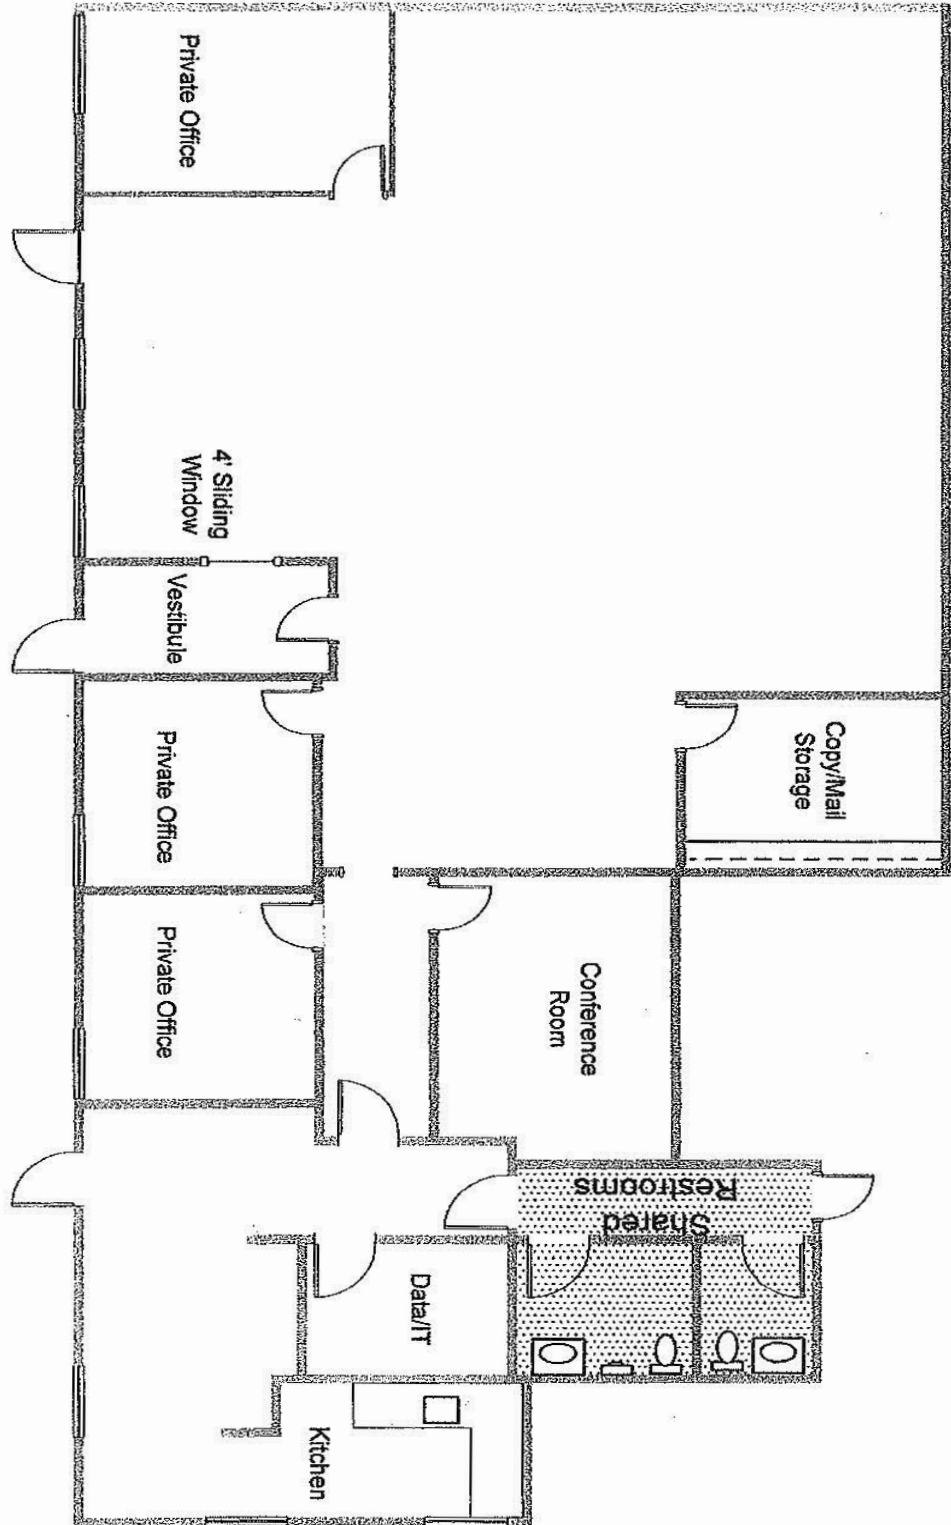 Private Office
4' Sliding
Window
Vestibule
Private Office
Copy/Mail
Storage
Private Office
Conference
Room
Shared
Restrooms
Data/IT
Kitchen